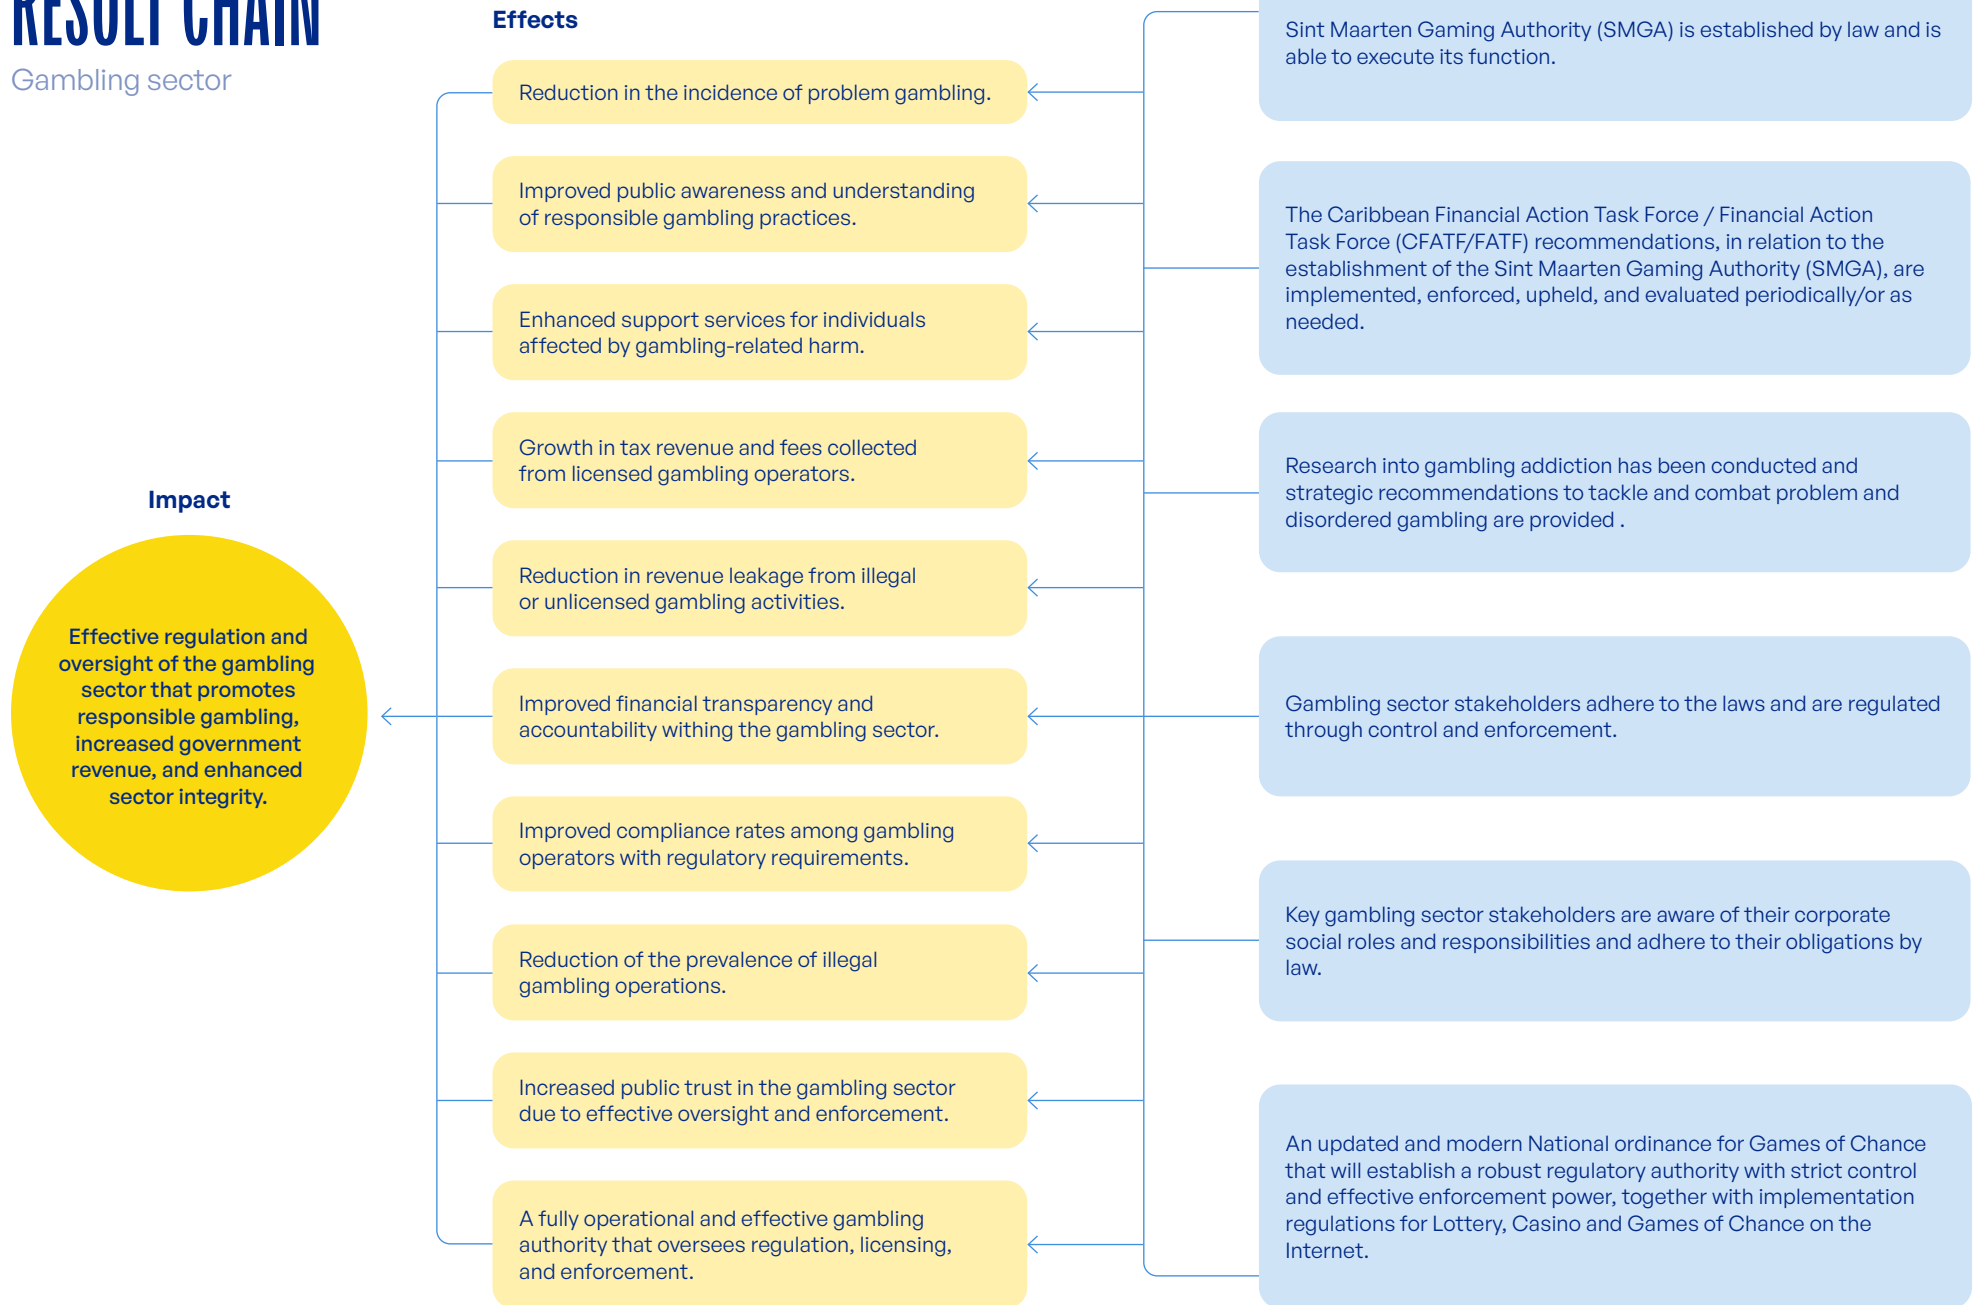 RESULT CHAIN
Gambling sector
Impact
Effective regulation and
oversight of the gambling
sector that promotes
responsible gambling,
increased government
revenue, and enhanced
sector integrity.
Effects
Reduction in the incidence of problem gambling.
Improved public awareness and understanding
of responsible gambling practices.
Enhanced support services for individuals
affected by gambling-related harm.
Growth in tax revenue and fees collected
from licensed gambling operators.
Reduction in revenue leakage from illegal
or unlicensed gambling activities.
Improved financial transparency and
accountability withing the gambling sector.
Improved compliance rates among gambling
operators with regulatory requirements.
Reduction of the prevalence of illegal
gambling operations.
Increased public trust in the gambling sector
due to effective oversight and enforcement.
A fully operational and effective gambling
authority that oversees regulation, licensing,
and enforcement.
Sint Maarten Gaming Authority (SMGA) is established by law and is
able to execute its function.
The Caribbean Financial Action Task Force / Financial Action
Task Force (CFATF/FATF) recommendations, in relation to the
establishment of the Sint Maarten Gaming Authority (SMGA), are
implemented, enforced, upheld, and evaluated periodically/or as
needed.
Research into gambling addiction has been conducted and
strategic recommendations to tackle and combat problem and
disordered gambling are provided .
Gambling sector stakeholders adhere to the laws and are regulated
through control and enforcement.
Key gambling sector stakeholders are aware of their corporate
social roles and responsibilities and adhere to their obligations by
law.
An updated and modern National ordinance for Games of Chance
that will establish a robust regulatory authority with strict control
and effective enforcement power, together with implementation
regulations for Lottery, Casino and Games of Chance on the
Internet.